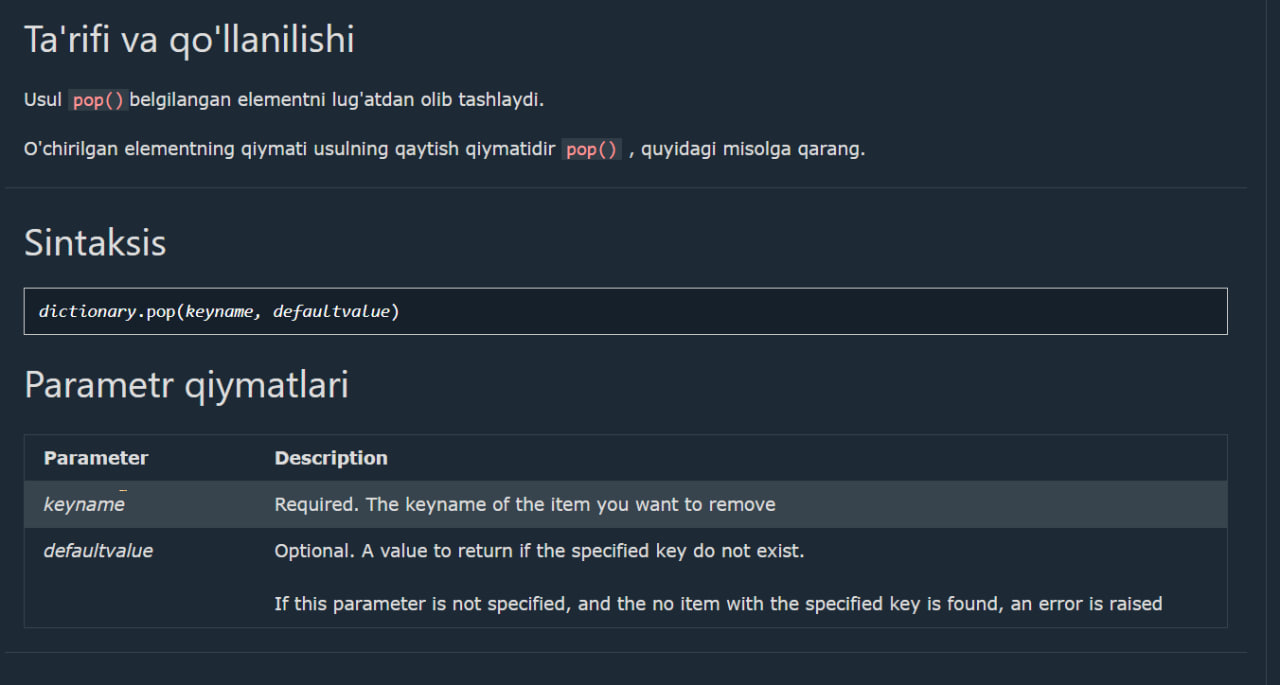 Ta'rifi va qo'llanilishi
Usul pop() belgilangan elementni lug'atdan olib tashlaydi.
O'chirilgan elementning qiymati usulning qaytish qiymatidir pop() , quyidagi misolga qarang.
Sintaksis
dictionary.pop(keyname, defaultvalue)
Parametr qiymatlari
Parameter Description
keyname Required. The keyname of the item you want to remove
defaultvalue Optional. A value to return if the specified key do not exist.
If this parameter is not specified, and the no item with the specified key is found, an error is raised